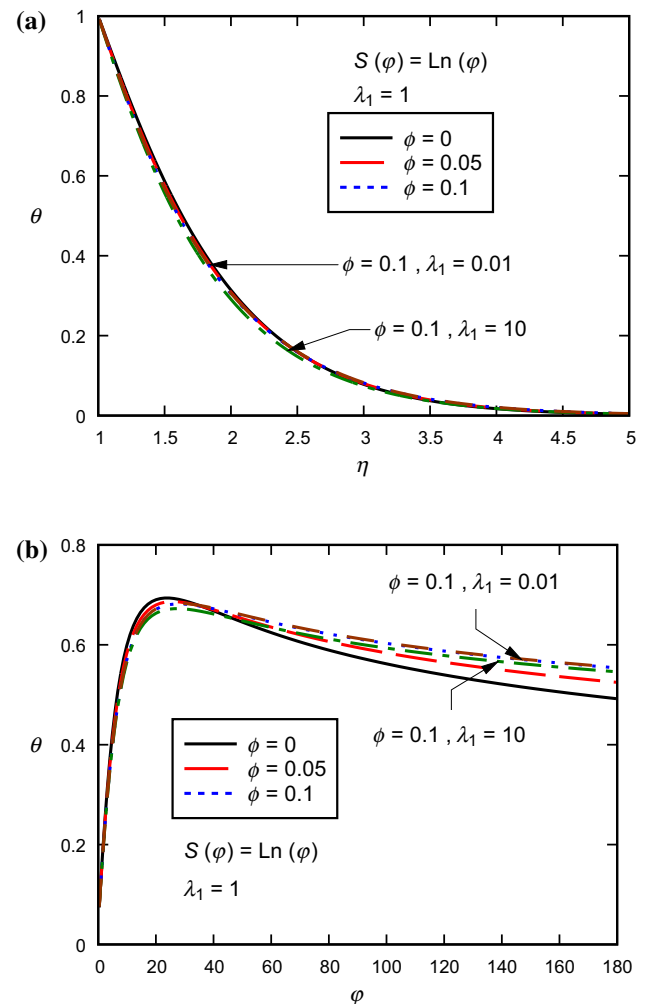 (a)
1
0.8
0.6
0.4
0.2
0
θ
S (φ) = Ln (φ)
λ1 = 1
ϕ = 0
ϕ = 0.05
ϕ = 0.1
ϕ = 0.1 , λ1 = 0.01
ϕ = 0.1 , λ1 = 10
1 1.5 2 2.5 3 3.5 4 4.5 5
η
(b)
0.8
0.6
0.4
0.2
0
θ
ϕ = 0.1 , λ1 = 0.01
ϕ = 0.1 , λ1 = 10
ϕ = 0
ϕ = 0.05
ϕ = 0.1
S (φ) = Ln (φ)
λ1 = 1
0 20 40 60 80 100 120 140 160 180
φ